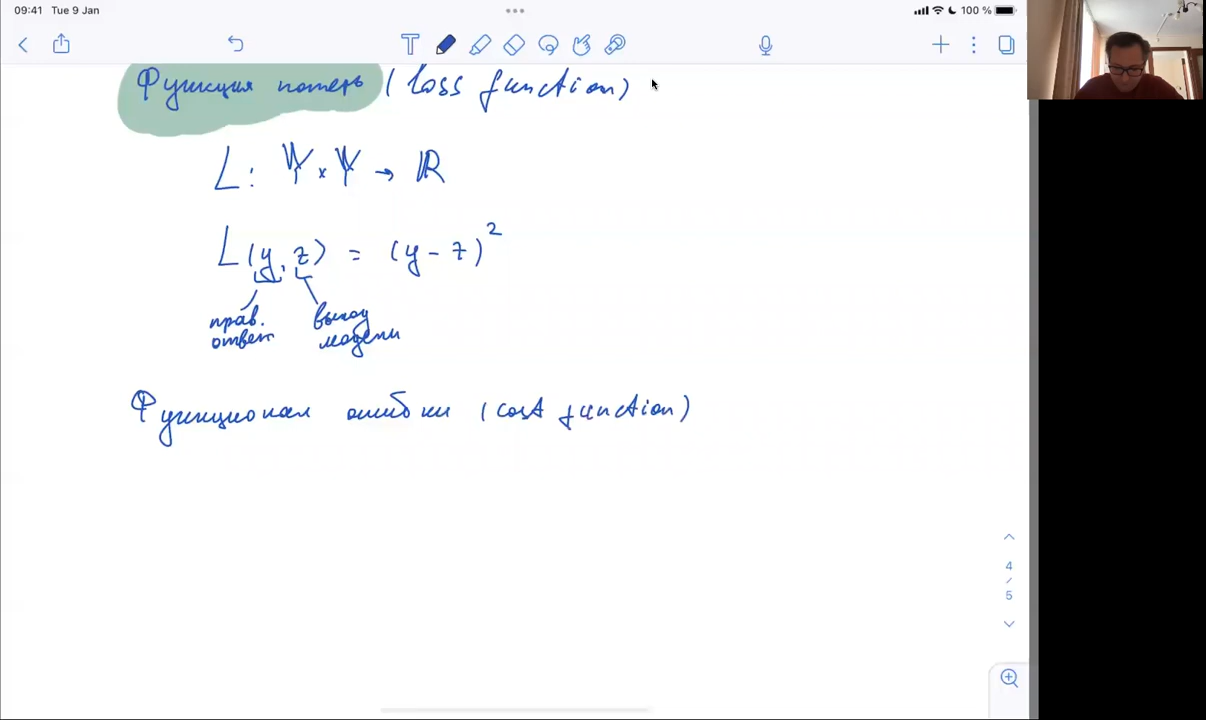 09:41 Tue 9 Jan
100 %
Функция потерь (loss function)
L: 𝕐 × 𝕐 → ℝ
L(y, z) = (y - z)²
прав. ответ
выход модели
Функционал ошибки (cost function)
4
/
5